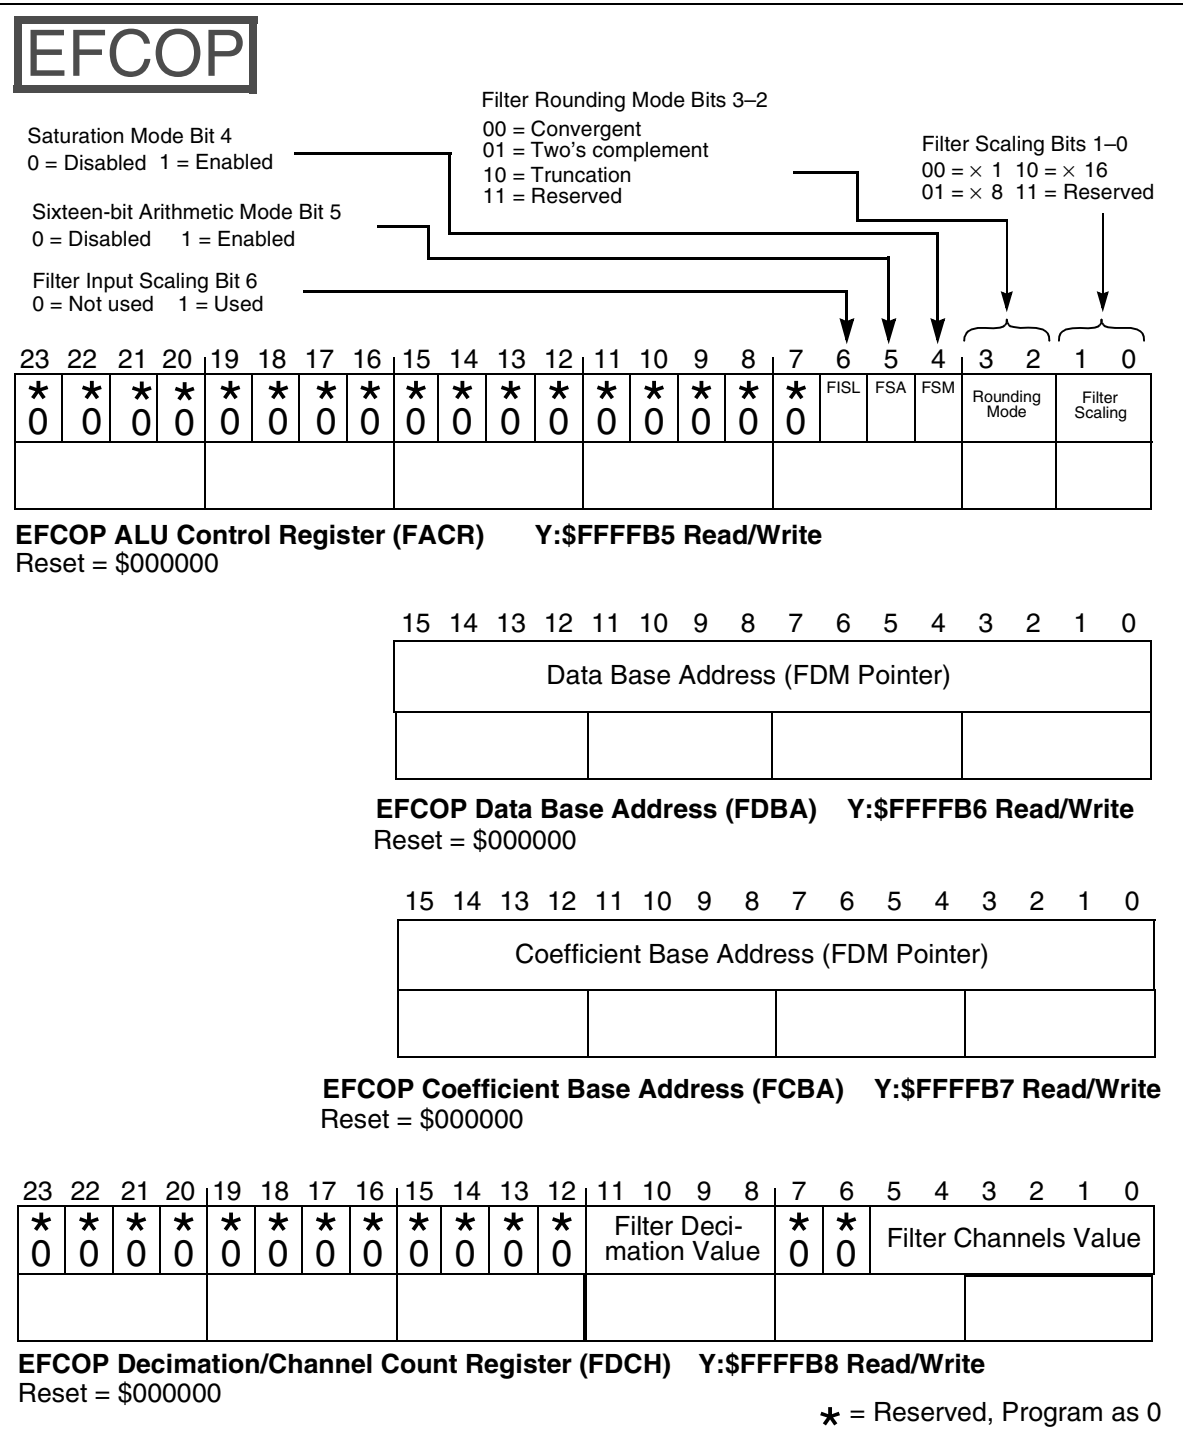 EFCOP
Filter Rounding Mode Bits 3–2
00 = Convergent
01 = Two's complement
10 = Truncation
11 = Reserved
Saturation Mode Bit 4
0 = Disabled 1 = Enabled
Filter Scaling Bits 1–0
00 = × 1 10 = × 16
01 = × 8 11 = Reserved
Sixteen-bit Arithmetic Mode Bit 5
0 = Disabled 1 = Enabled
Filter Input Scaling Bit 6
0 = Not used 1 = Used
23 22 21 20 19 18 17 16 15 14 13 12 11 10 9 8 7 6 5 4 3 2 1 0
* * * * * * * * * * * * * * * * * FISL FSA FSM Rounding Mode Filter Scaling
0 0 0 0 0 0 0 0 0 0 0 0 0 0 0 0 0
EFCOP ALU Control Register (FACR) Y:$FFFFB5 Read/Write
Reset = $000000
15 14 13 12 11 10 9 8 7 6 5 4 3 2 1 0
Data Base Address (FDM Pointer)
EFCOP Data Base Address (FDBA) Y:$FFFFB6 Read/Write
Reset = $000000
15 14 13 12 11 10 9 8 7 6 5 4 3 2 1 0
Coefficient Base Address (FDM Pointer)
EFCOP Coefficient Base Address (FCBA) Y:$FFFFB7 Read/Write
Reset = $000000
23 22 21 20 19 18 17 16 15 14 13 12 11 10 9 8 7 6 5 4 3 2 1 0
* * * * * * * * * * * * Filter Deci- * * Filter Channels Value
0 0 0 0 0 0 0 0 0 0 0 0 mation Value 0 0
EFCOP Decimation/Channel Count Register (FDCH) Y:$FFFFB8 Read/Write
Reset = $000000
* = Reserved, Program as 0